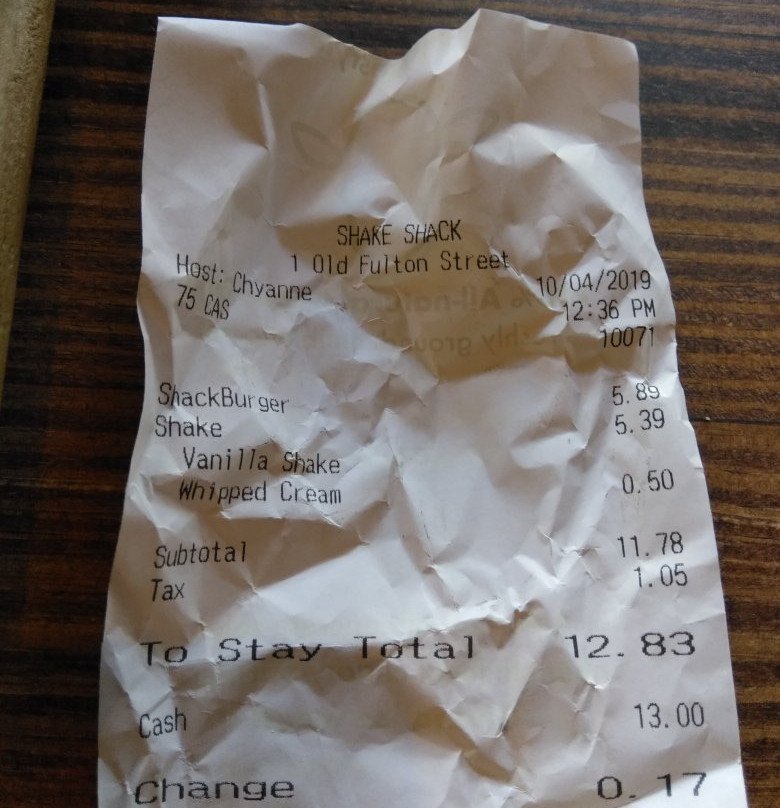 SHAKE SHACK
1 Old Fulton Street
Host: Chyanne 10/04/2019
75 CAS 12:36 PM
10071
ShackBurger 5.89
Shake 5.39
Vanilla Shake
Whipped Cream 0.50
Subtotal 11.78
Tax 1.05
To Stay Total 12.83
Cash 13.00
Change 0.17